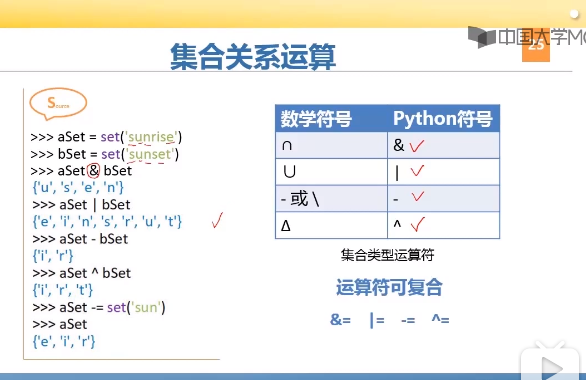 中国大学MO
25
集合关系运算
Source
>>> aSet = set('sunrise')
>>> bSet = set('sunset')
>>> aSet & bSet
{'u', 's', 'e', 'n'}
>>> aSet | bSet
{'e', 'i', 'n', 's', 'r', 'u', 't'}
>>> aSet - bSet
{'i', 'r'}
>>> aSet ^ bSet
{'i', 'r', 't'}
>>> aSet -= set('sun')
>>> aSet
{'e', 'i', 'r'}
数学符号 Python符号
∩ &
∪ |
- 或 \ -
Δ ^
集合类型运算符
运算符可复合
&= |= -= ^=